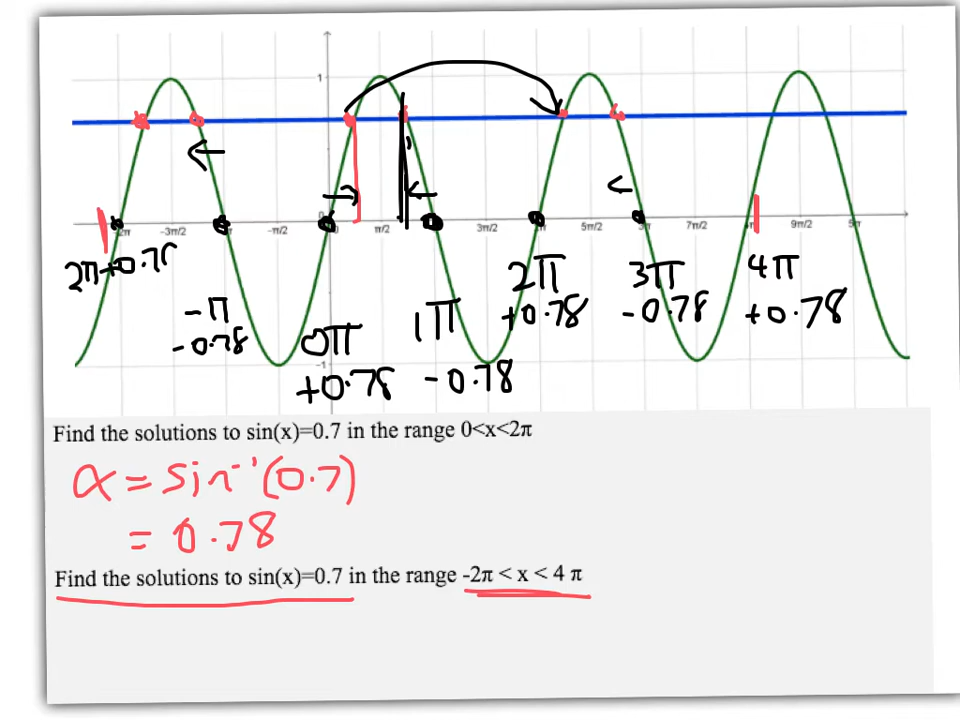 1
-3π/2
-π/2
0
π/2
3π/2
5π/2
7π/2
9π/2
-1
2π+0.78
-π
-0.78
0π
+0.78
1π
-0.78
2π
+0.78
3π
-0.78
4π
+0.78
Find the solutions to sin(x)=0.7 in the range 0<x<2π
α = sin⁻¹(0.7)
= 0.78
Find the solutions to sin(x)=0.7 in the range -2π < x < 4 π